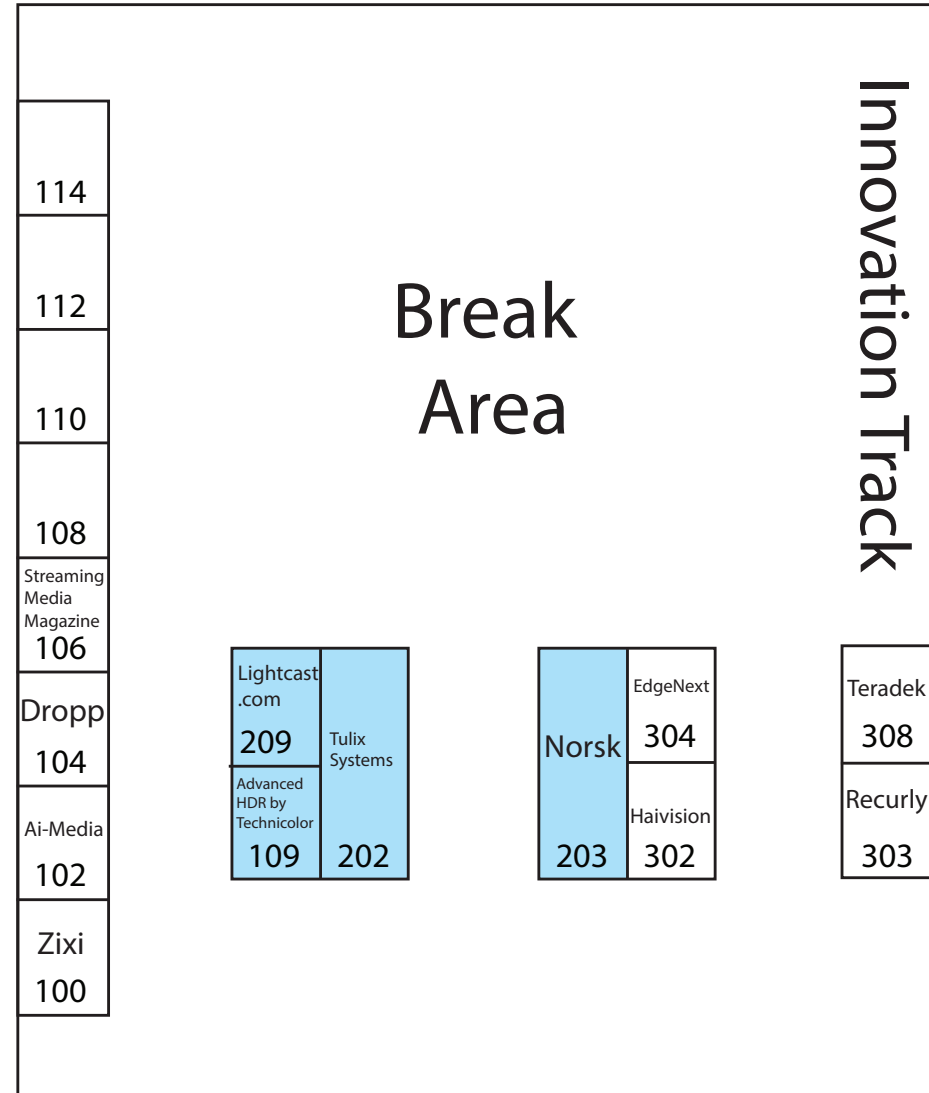 Innovation Track
114
112
Break
Area
110
108
Streaming
Media
Magazine
106
Dropp
104
Ai-Media
102
Zixi
100
Lightcast
.com
209
Advanced
HDR by
Technicolor
109
Tulix
Systems
202
Norsk
203
EdgeNext
304
Haivision
302
Teradek
308
Recurly
303